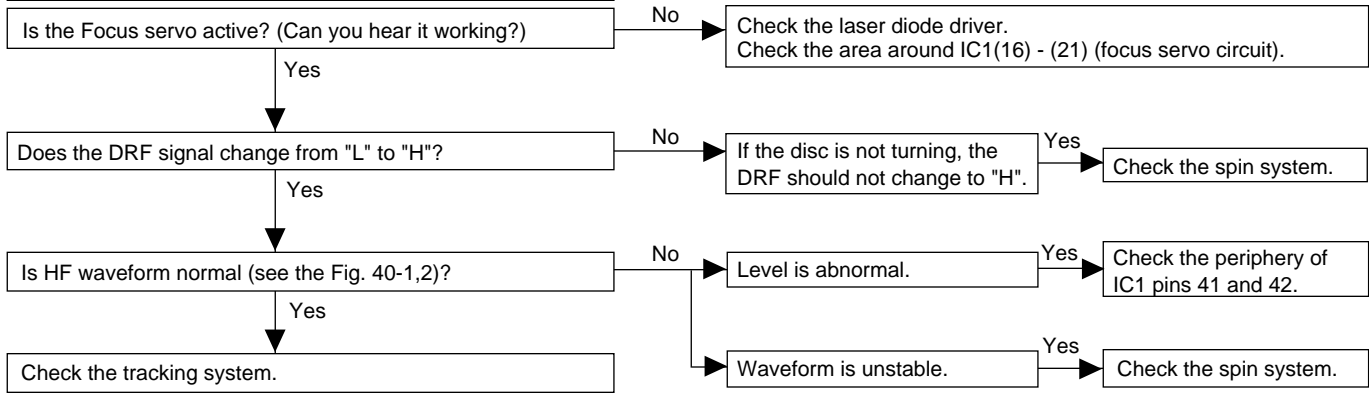 Is the Focus servo active? (Can you hear it working?)
No
Check the laser diode driver.
Check the area around IC1(16) - (21) (focus servo circuit).
Yes
Does the DRF signal change from "L" to "H"?
No
If the disc is not turning, the
DRF should not change to "H".
Yes
Check the spin system.
Yes
Is HF waveform normal (see the Fig. 40-1,2)?
No
Level is abnormal.
Yes
Check the periphery of
IC1 pins 41 and 42.
Yes
Check the tracking system.
Waveform is unstable.
Yes
Check the spin system.